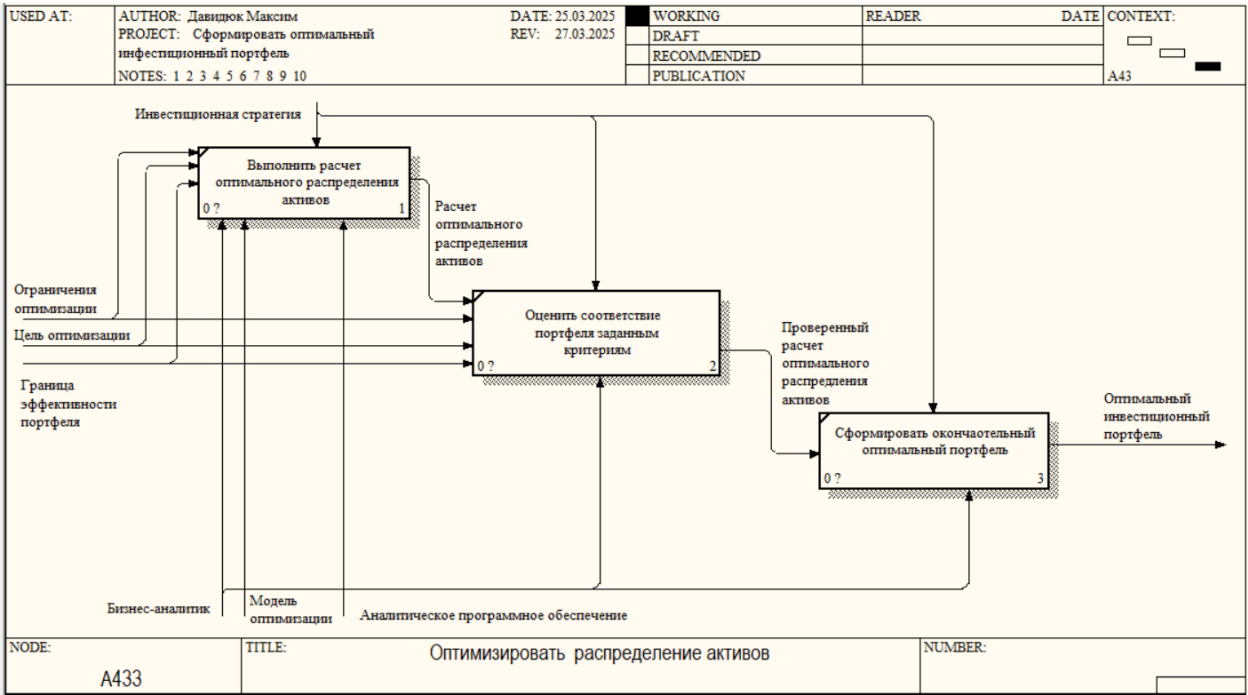 USED AT:
AUTHOR: Давидюк Максим
DATE: 25.03.2025
WORKING
READER
DATE
CONTEXT:
PROJECT: Сформировать оптимальный
REV: 27.03.2025
DRAFT
инфестиционный портфель
RECOMMENDED
NOTES: 1 2 3 4 5 6 7 8 9 10
PUBLICATION
A43
Инвестиционная стратегия
Выполнить расчет
оптимального распределения
активов
0 ?
1
Расчет
оптимального
распределения
активов
Ограничения
оптимизации
Цель оптимизации
Граница
эффективности
портфеля
Оценить соответствие
портфеля заданным
критериям
0 ?
2
Проверенный
расчет
оптимального
распредления
активов
Сформировать окончаотельный
оптимальный портфель
0 ?
3
Оптимальный
инвестиционный
портфель
Бизнес-аналитик
Модель
оптимизации
Аналитическое программное обеспечение
NODE:
A433
TITLE:
Оптимизировать распределение активов
NUMBER: